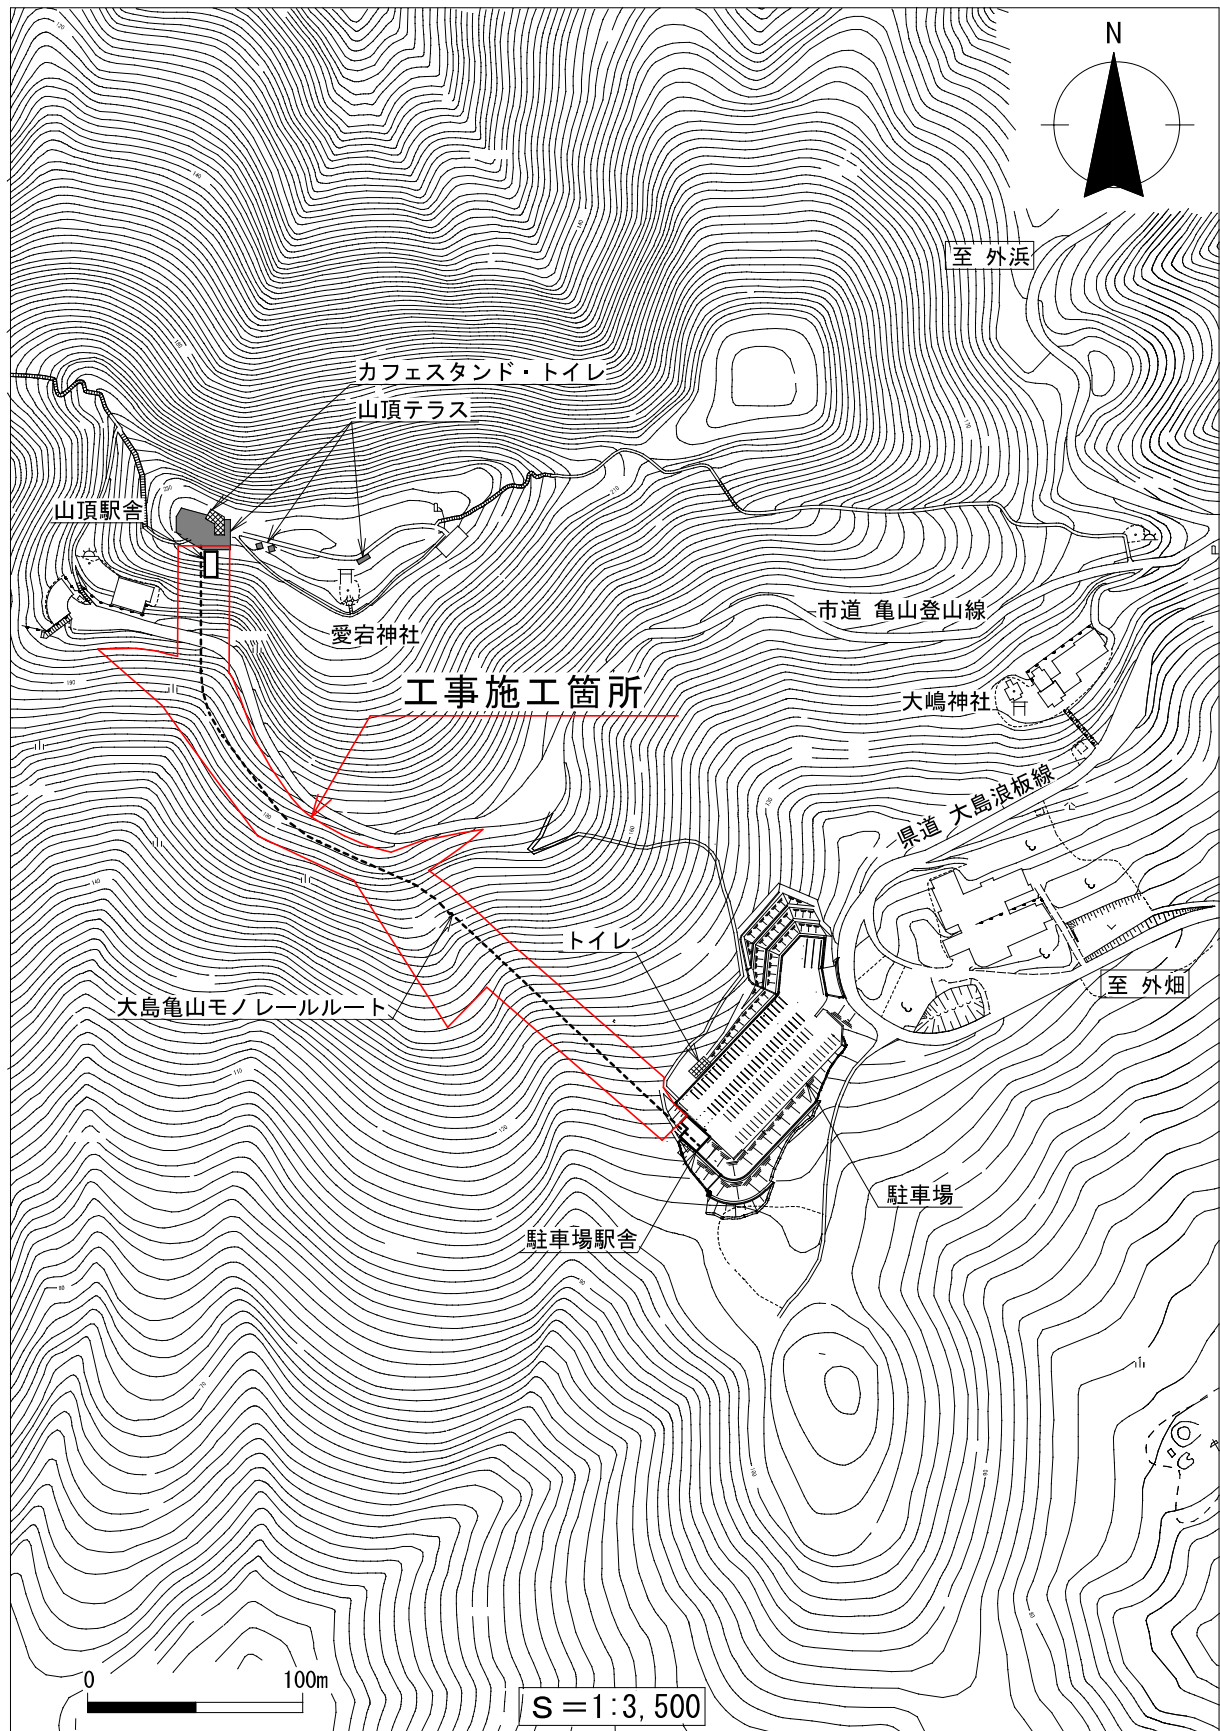 N
至 外浜
カフェスタンド・トイレ
山頂テラス
山頂駅舎
市道 亀山登山線
愛宕神社
工事施工箇所
大嶋神社
県道 大島浪板線
トイレ
至 外畑
大島亀山モノレールルート
駐車場
駐車場駅舎
0 100m
S=1:3,500